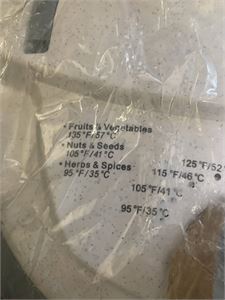 • Fruits & Vegetables
135°F/57°C
• Nuts & Seeds
105°F/41°C
• Herbs & Spices
95°F/35°C
125°F/52
115°F/46°C
105°F/41°C
95°F/35°C